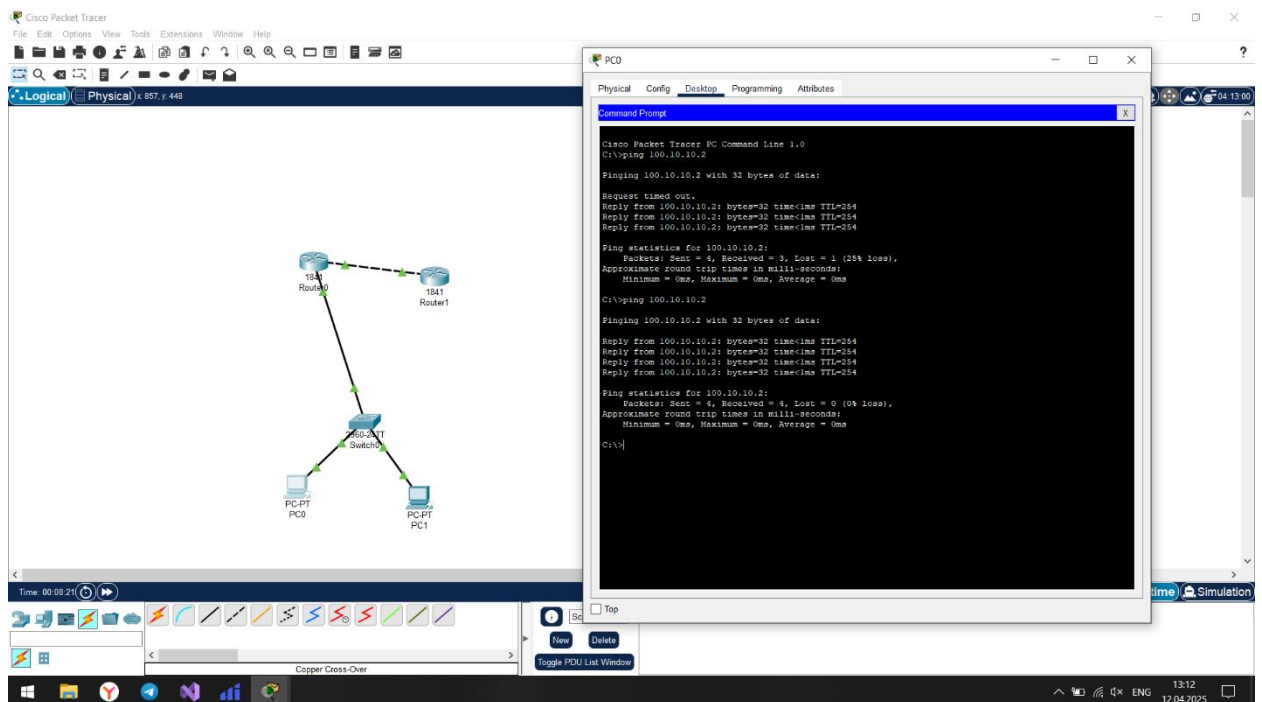 Cisco Packet Tracer
File Edit Options View Tools Extensions Window Help
?
Logical
Physical
x: 857, y: 448
04:13:00
PC0
Physical Config Desktop Programming Attributes
Command Prompt
X
Cisco Packet Tracer PC Command Line 1.0
C:\>ping 100.10.10.2
Pinging 100.10.10.2 with 32 bytes of data:
Request timed out.
Reply from 100.10.10.2: bytes=32 time<1ms TTL=254
Reply from 100.10.10.2: bytes=32 time<1ms TTL=254
Reply from 100.10.10.2: bytes=32 time<1ms TTL=254
Ping statistics for 100.10.10.2:
Packets: Sent = 4, Received = 3, Lost = 1 (25% loss),
Approximate round trip times in milli-seconds:
Minimum = 0ms, Maximum = 0ms, Average = 0ms
C:\>ping 100.10.10.2
Pinging 100.10.10.2 with 32 bytes of data:
Reply from 100.10.10.2: bytes=32 time<1ms TTL=254
Reply from 100.10.10.2: bytes=32 time<1ms TTL=254
Reply from 100.10.10.2: bytes=32 time<1ms TTL=254
Reply from 100.10.10.2: bytes=32 time<1ms TTL=254
Ping statistics for 100.10.10.2:
Packets: Sent = 4, Received = 4, Lost = 0 (0% loss),
Approximate round trip times in milli-seconds:
Minimum = 0ms, Maximum = 0ms, Average = 0ms
C:\>
Top
1841
Router0
1841
Router1
2960-24TT
Switch0
PC-PT
PC0
PC-PT
PC1
Time: 00:08:21
Simulation
New
Delete
Toggle PDU List Window
Copper Cross-Over
ENG
13:12
12.04.2025